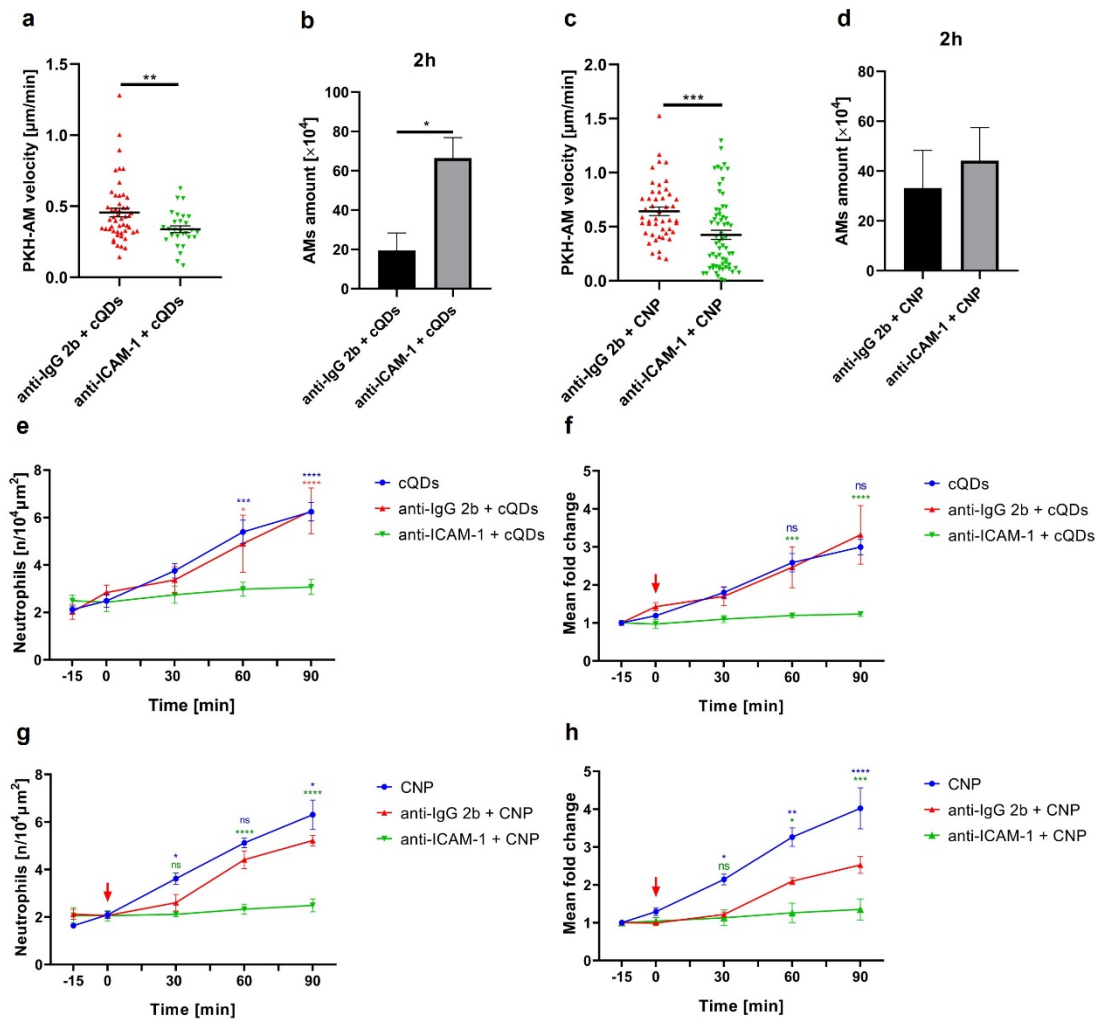 a
PKH-AM velocity [µm/min]
1.5
1.0
0.5
0.0
**
anti-IgG 2b + cQDs
anti-ICAM-1 + cQDs
b
2h
AMs amount [×10⁴]
100
80
60
40
20
0
*
anti-IgG 2b + cQDs
anti-ICAM-1 + cQDs
c
PKH-AM velocity [µm/min]
2.0
1.5
1.0
0.5
0.0
***
anti-IgG 2b + CNP
anti-ICAM-1 + CNP
d
2h
AMs amount [×10⁴]
80
60
40
20
0
anti-IgG 2b + CNP
anti-ICAM-1 + CNP
e
Neutrophils [n/10⁴µm²]
8
6
4
2
0
***
*
****
****
-15 0 30 60 90
Time [min]
cQDs
anti-IgG 2b + cQDs
anti-ICAM-1 + cQDs
f
Mean fold change
5
4
3
2
1
0
ns
***
ns
****
-15 0 30 60 90
Time [min]
cQDs
anti-IgG 2b + cQDs
anti-ICAM-1 + cQDs
g
Neutrophils [n/10⁴µm²]
8
6
4
2
0
*
ns
ns
****
*
****
-15 0 30 60 90
Time [min]
CNP
anti-IgG 2b + CNP
anti-ICAM-1 + CNP
h
Mean fold change
5
4
3
2
1
0
*
ns
**
*
****
***
-15 0 30 60 90
Time [min]
CNP
anti-IgG 2b + CNP
anti-ICAM-1 + CNP